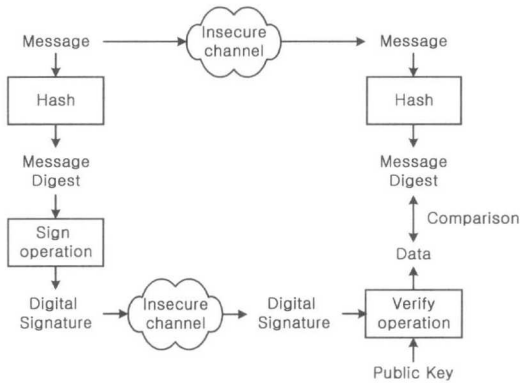 Message
Insecure
channel
Message
Hash
Hash
Message
Digest
Message
Digest
Sign
operation
Comparison
Data
Digital
Signature
Insecure
channel
Digital
Signature
Verify
operation
Public Key